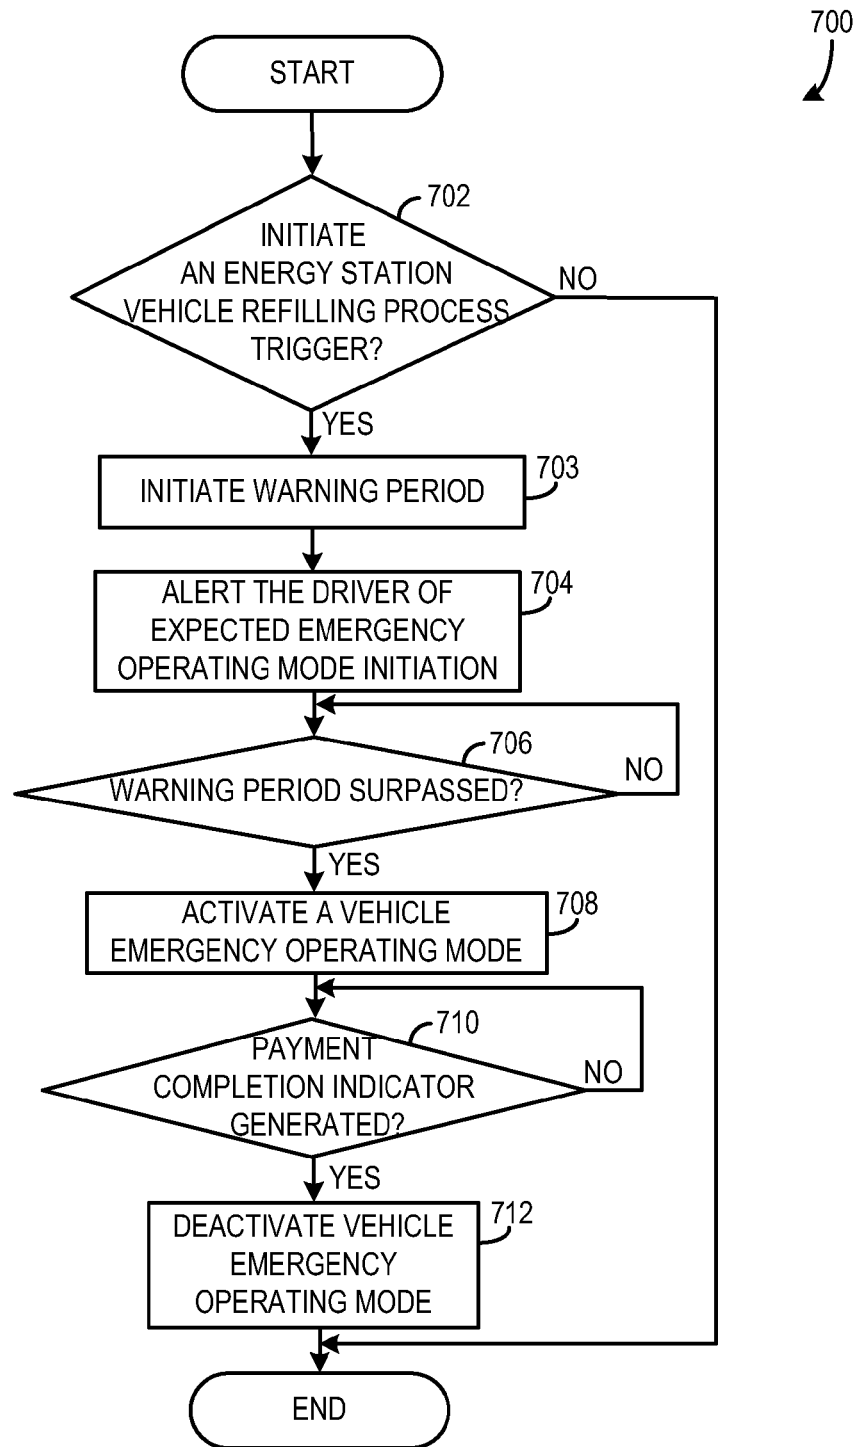 700
START
702
INITIATE
AN ENERGY STATION
VEHICLE REFILLING PROCESS
TRIGGER?
NO
YES
INITIATE WARNING PERIOD
703
ALERT THE DRIVER OF
EXPECTED EMERGENCY
OPERATING MODE INITIATION
704
706
WARNING PERIOD SURPASSED?
NO
YES
ACTIVATE A VEHICLE
EMERGENCY OPERATING MODE
708
710
PAYMENT
COMPLETION INDICATOR
GENERATED?
NO
YES
DEACTIVATE VEHICLE
EMERGENCY
OPERATING MODE
712
END